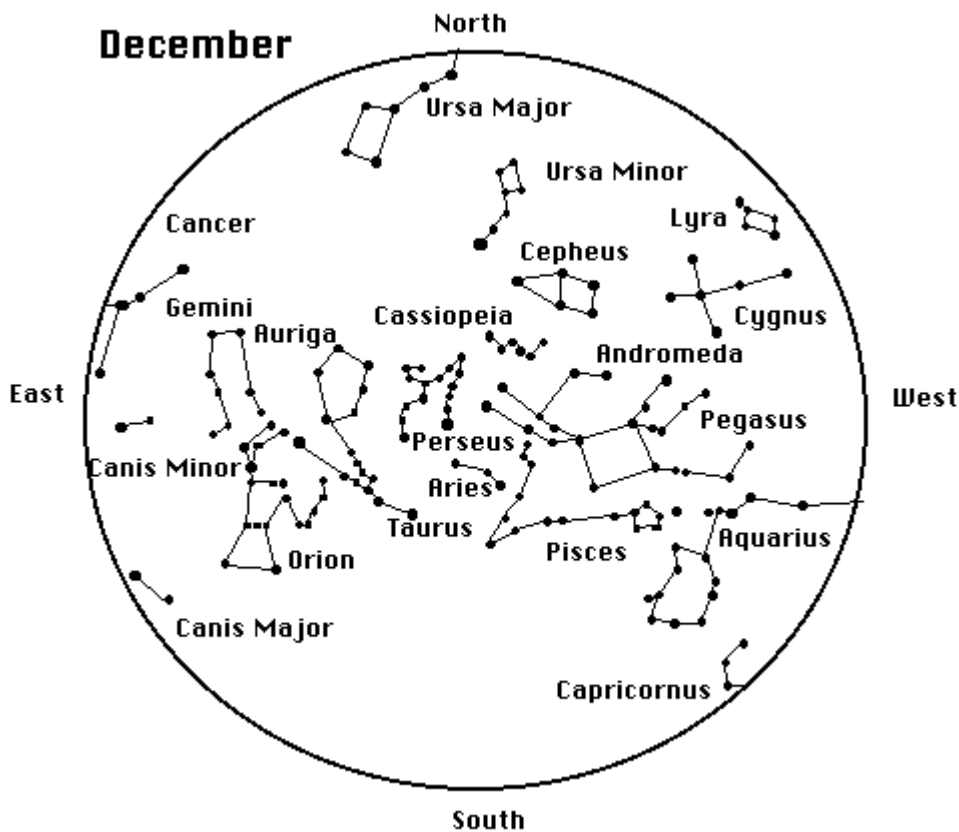 North
December
Ursa Major
Ursa Minor
Cancer
Lyra
Cepheus
Gemini
Cassiopeia
Cygnus
Auriga
Andromeda
East
West
Pegasus
Perseus
Canis Minor
Aries
Taurus
Aquarius
Pisces
Orion
Canis Major
Capricornus
South